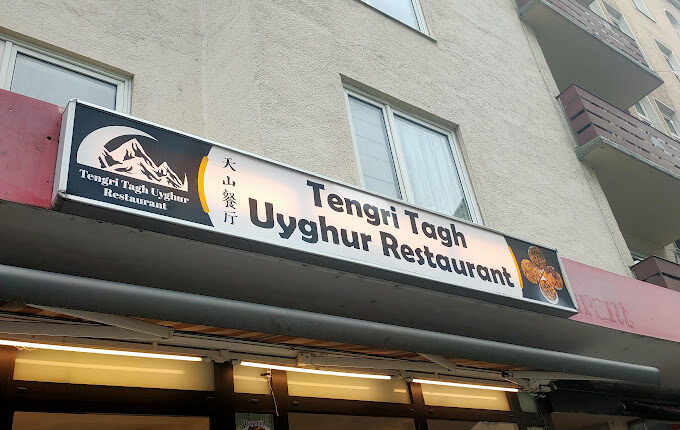 Tengri Tagh Uyghur
Restaurant
天山餐厅
Tengri Tagh
Uyghur Restaurant